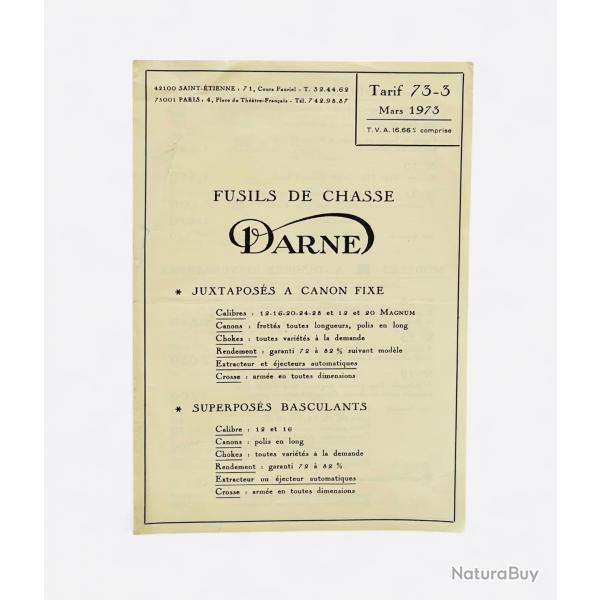 42100 SAINT-ÉTIENNE : 71, Cours Fauriel - T. 32.44.62
75001 PARIS : 4, Place du Théâtre-Français - Tél. 742.98.87
Tarif 73-3
Mars 1973
T.V.A. 16.66 % comprise
FUSILS DE CHASSE
DARNE
* JUXTAPOSÉS A CANON FIXE
Calibres : 12-16-20-24-28 et 12 et 20 MAGNUM
Canons : frettés toutes longueurs, polis en long
Chokes : toutes variétés à la demande
Rendement : garanti 72 à 82 % suivant modèle
Extracteur et éjecteurs automatiques
Crosse : armée en toutes dimensions
* SUPERPOSÉS BASCULANTS
Calibre : 12 et 16
Canons : polis en long
Chokes : toutes variétés à la demande
Rendement : garanti 72 à 82 %
Extracteur ou éjecteur automatiques
Crosse : armée en toutes dimensions
NaturaBuy